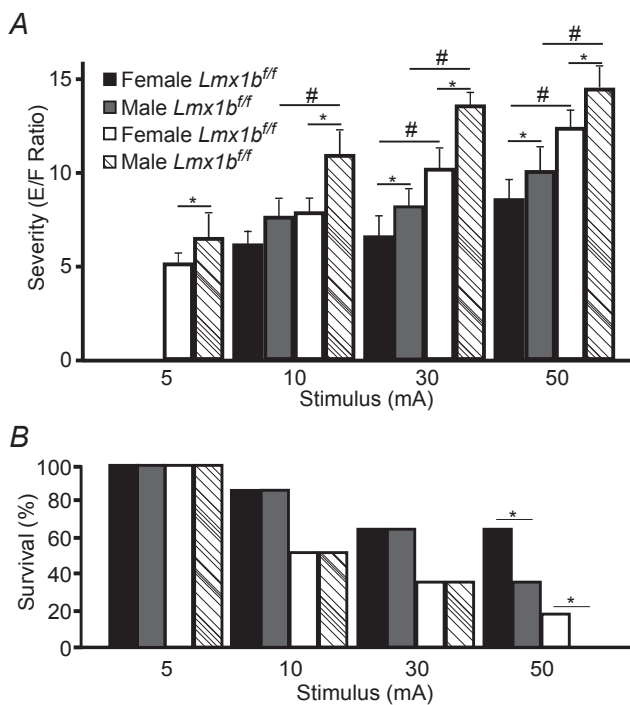 A
#
#
#
*
*
15
Female Lmx1bf/f
Male Lmx1bf/f
Female Lmx1bf/f
Male Lmx1bf/f
#
*
#
*
#
*
*
*
10
5
0
Severity (E/F Ratio)
5 10 30 50
Stimulus (mA)
B
100
80
60
40
20
0
Survival (%)
*
*
5 10 30 50
Stimulus (mA)